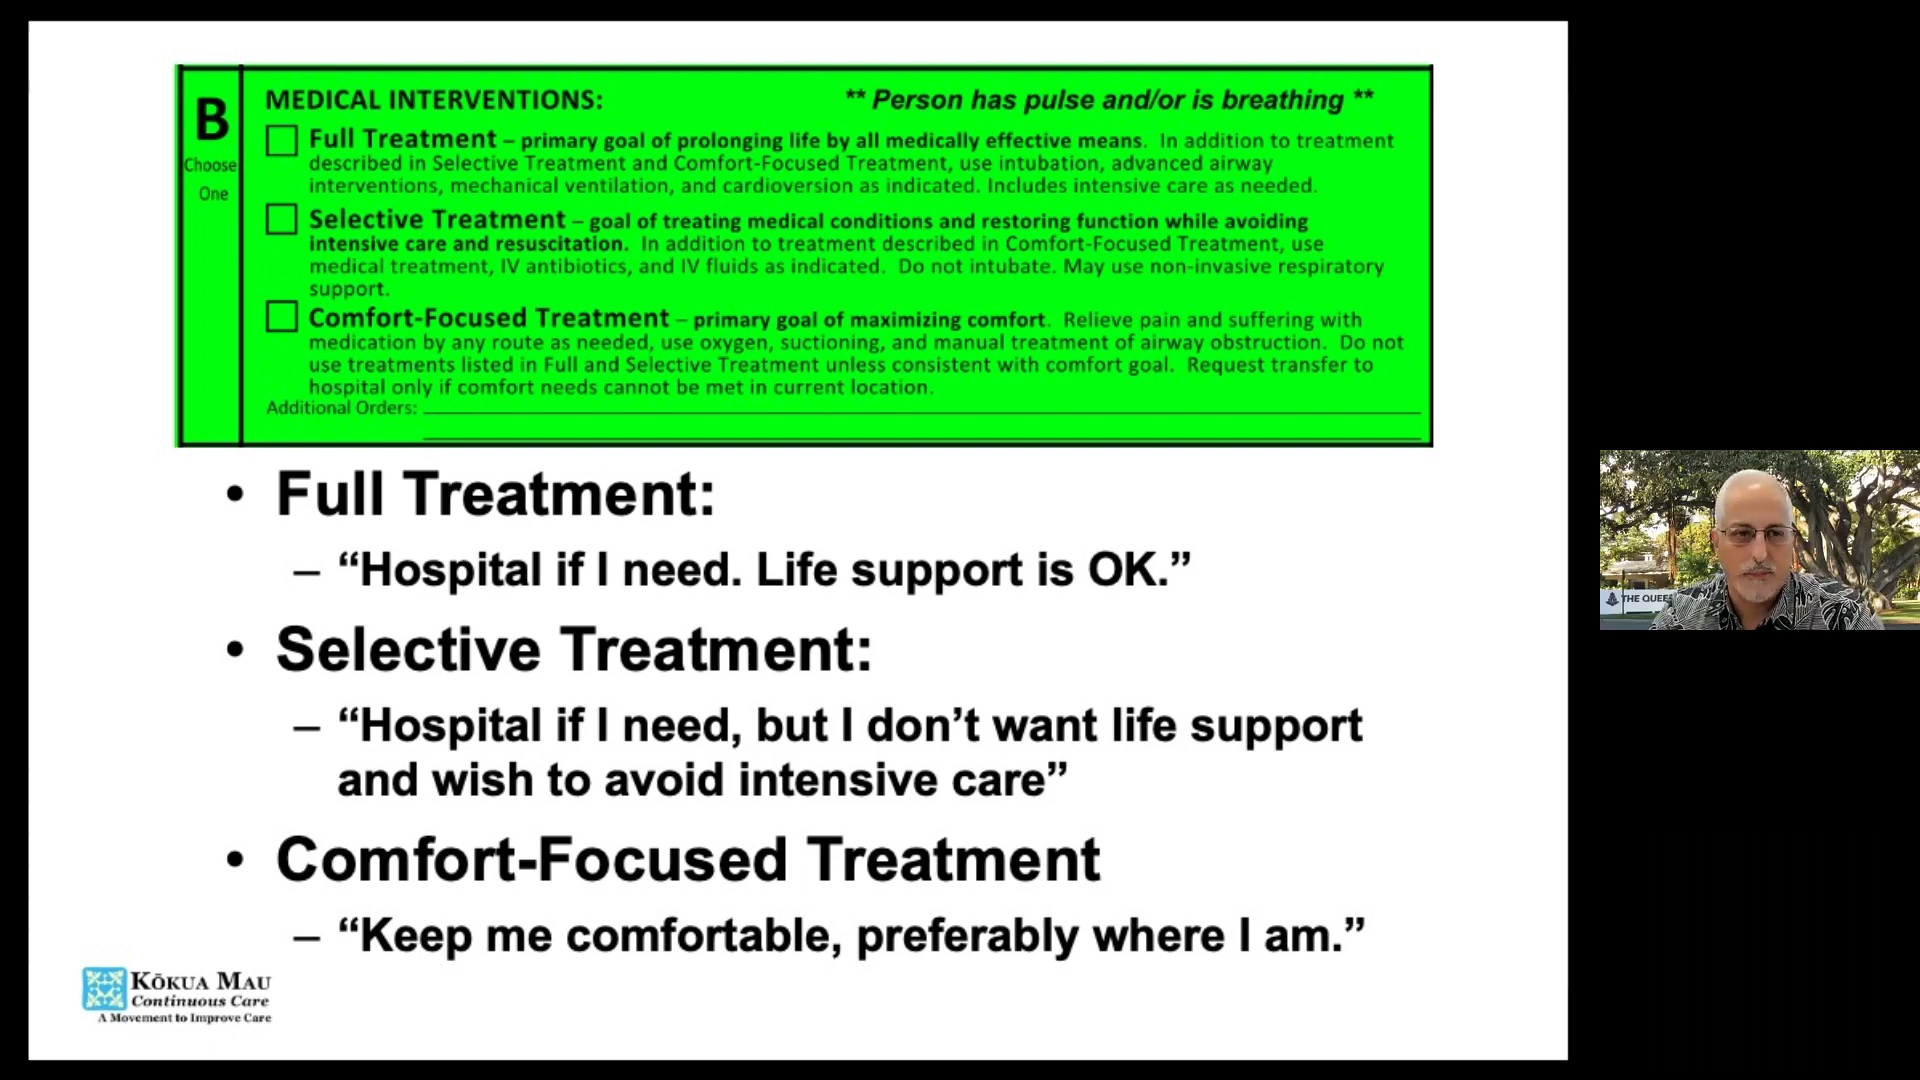 B
Choose
One
MEDICAL INTERVENTIONS: ** Person has pulse and/or is breathing **
Full Treatment – primary goal of prolonging life by all medically effective means. In addition to treatment
described in Selective Treatment and Comfort-Focused Treatment, use intubation, advanced airway
interventions, mechanical ventilation, and cardioversion as indicated. Includes intensive care as needed.
Selective Treatment – goal of treating medical conditions and restoring function while avoiding
intensive care and resuscitation. In addition to treatment described in Comfort-Focused Treatment, use
medical treatment, IV antibiotics, and IV fluids as indicated. Do not intubate. May use non-invasive respiratory
support.
Comfort-Focused Treatment – primary goal of maximizing comfort. Relieve pain and suffering with
medication by any route as needed, use oxygen, suctioning, and manual treatment of airway obstruction. Do not
use treatments listed in Full and Selective Treatment unless consistent with comfort goal. Request transfer to
hospital only if comfort needs cannot be met in current location.
Additional Orders:
• Full Treatment:
– “Hospital if I need. Life support is OK.”
• Selective Treatment:
– “Hospital if I need, but I don’t want life support
and wish to avoid intensive care”
• Comfort-Focused Treatment
– “Keep me comfortable, preferably where I am.”
KŌKUA MAU
Continuous Care
A Movement to Improve Care
THE QUEE